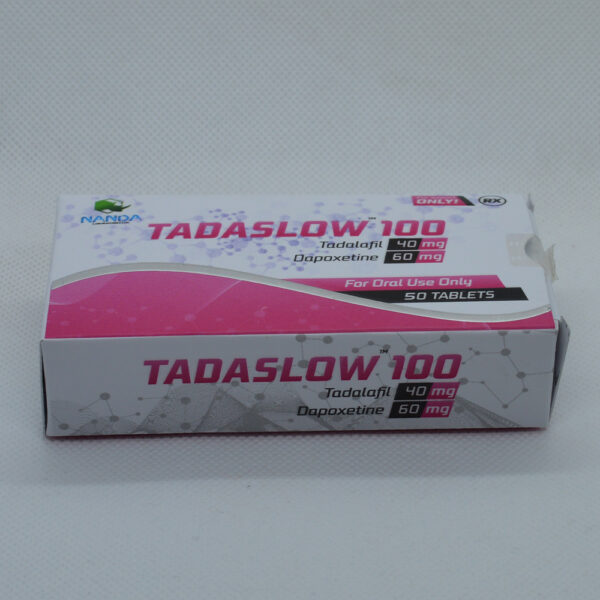 ONLY!
RX
NANDA
TADASLOW™ 100
Tadalafil 40 mg
Dapoxetine 60 mg
For Oral Use Only
50 TABLETS
TADASLOW™ 100
Tadalafil 40 mg
Dapoxetine 60 mg